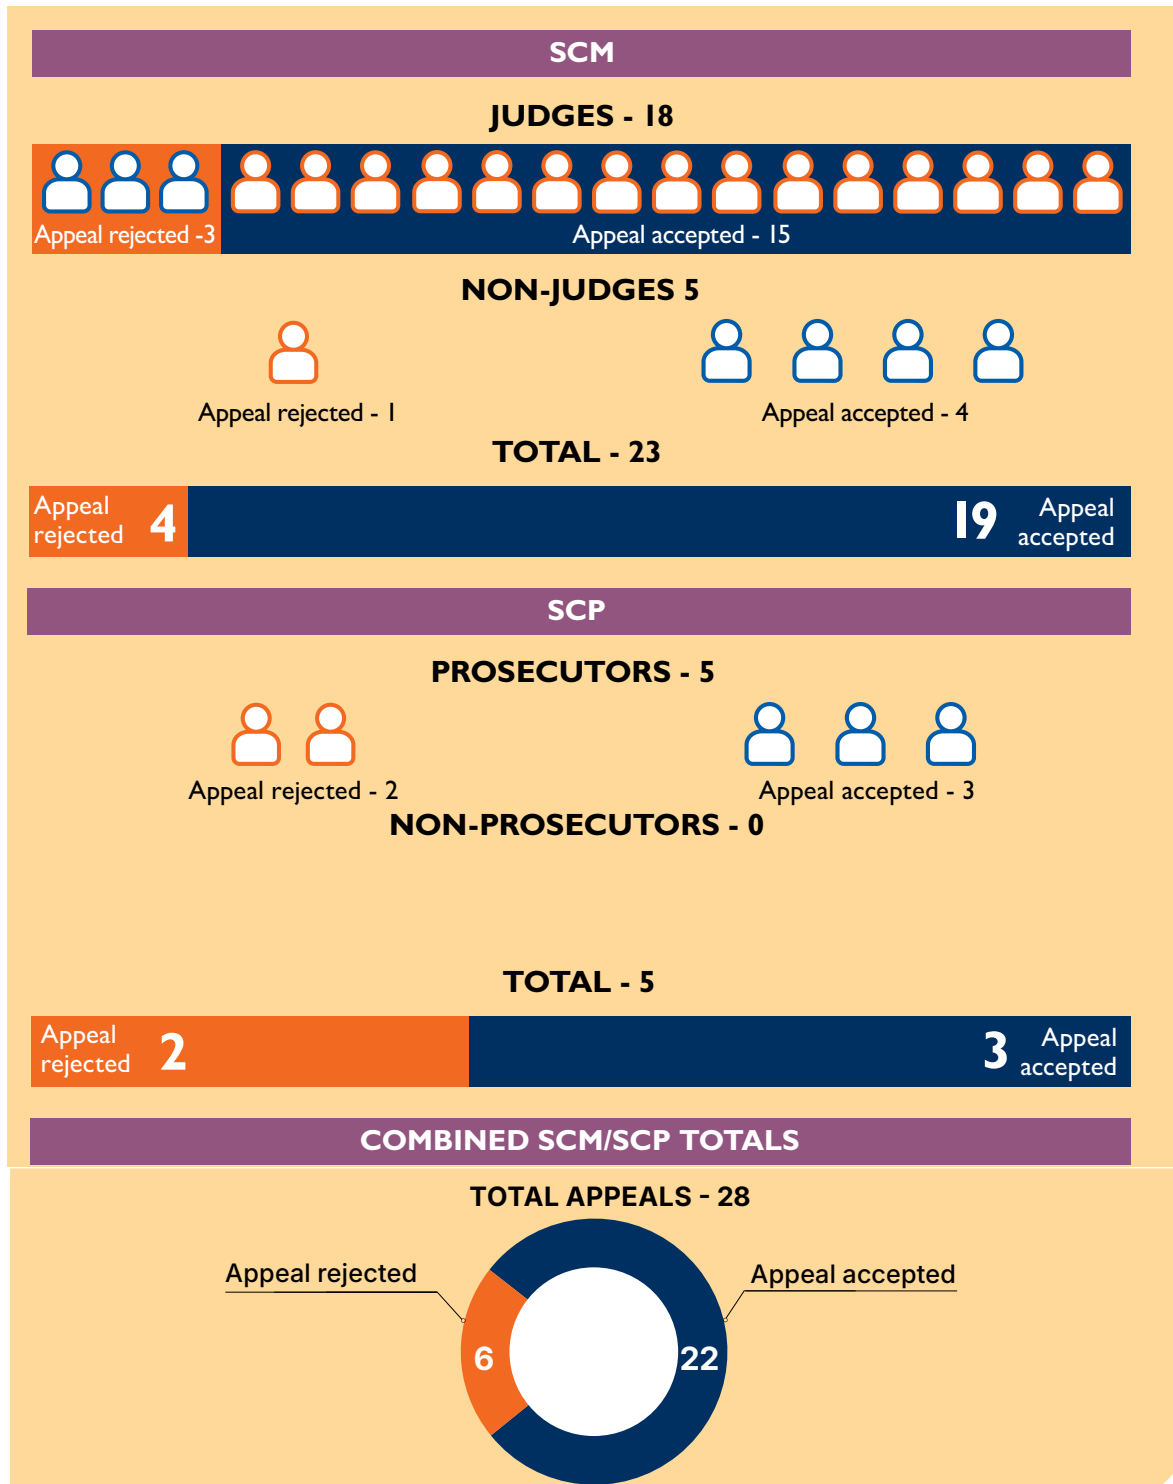 SCM
JUDGES - 18
Appeal rejected -3
Appeal accepted - 15
NON-JUDGES 5
Appeal rejected - 1
Appeal accepted - 4
TOTAL - 23
Appeal
rejected
4
19
Appeal
accepted
SCP
PROSECUTORS - 5
Appeal rejected - 2
Appeal accepted - 3
NON-PROSECUTORS - 0
TOTAL - 5
Appeal
rejected
2
3
Appeal
accepted
COMBINED SCM/SCP TOTALS
TOTAL APPEALS - 28
Appeal rejected
Appeal accepted
6
22